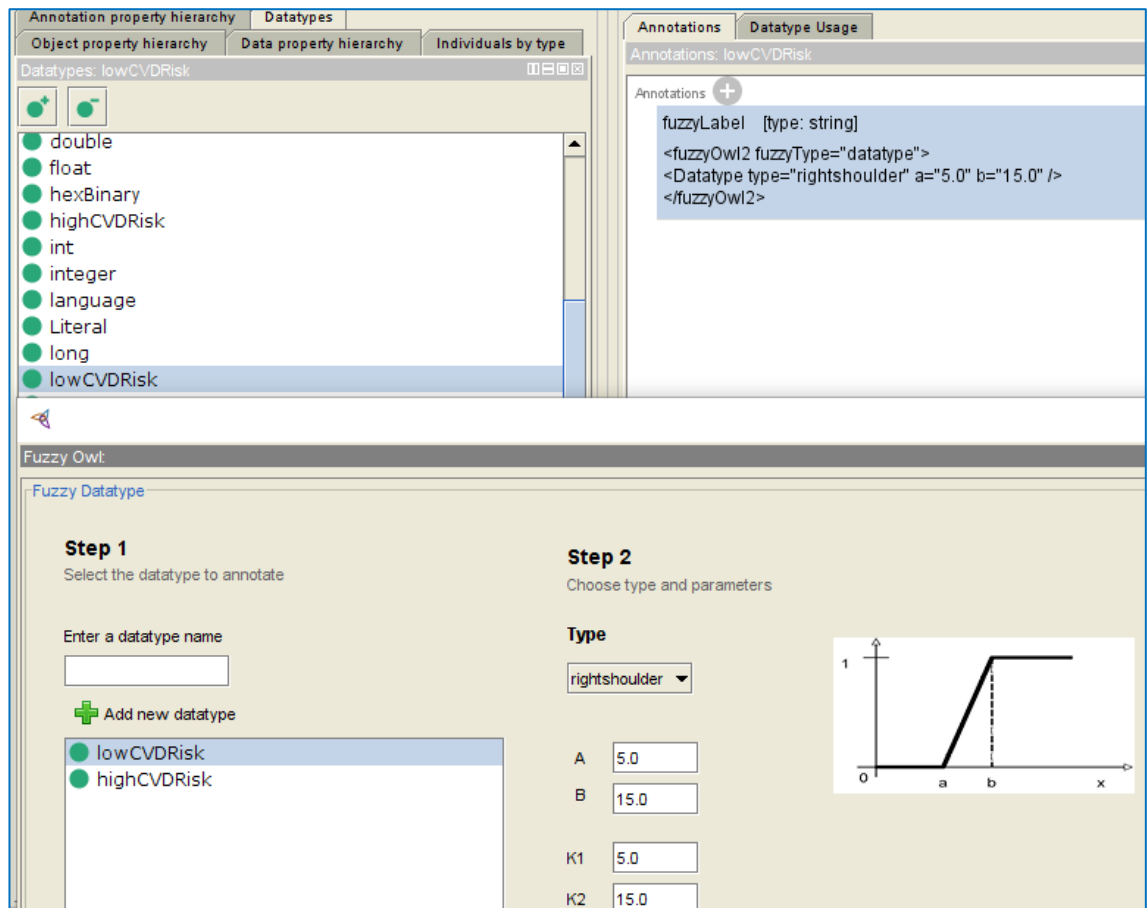 Annotation property hierarchy
Datatypes
Object property hierarchy
Data property hierarchy
Individuals by type
Datatypes: lowCVDRisk
double
float
hexBinary
highCVDRisk
int
integer
language
Literal
long
lowCVDRisk
Annotations
Datatype Usage
Annotations: lowCVDRisk
Annotations
fuzzyLabel [type: string]
<fuzzyOwl2 fuzzyType="datatype">
<Datatype type="rightshoulder" a="5.0" b="15.0" />
</fuzzyOwl2>
Fuzzy Owl:
Fuzzy Datatype
Step 1
Select the datatype to annotate
Enter a datatype name
Add new datatype
lowCVDRisk
highCVDRisk
Step 2
Choose type and parameters
Type
rightshoulder
A 5.0
B 15.0
K1 5.0
K2 15.0
1
0 a b x